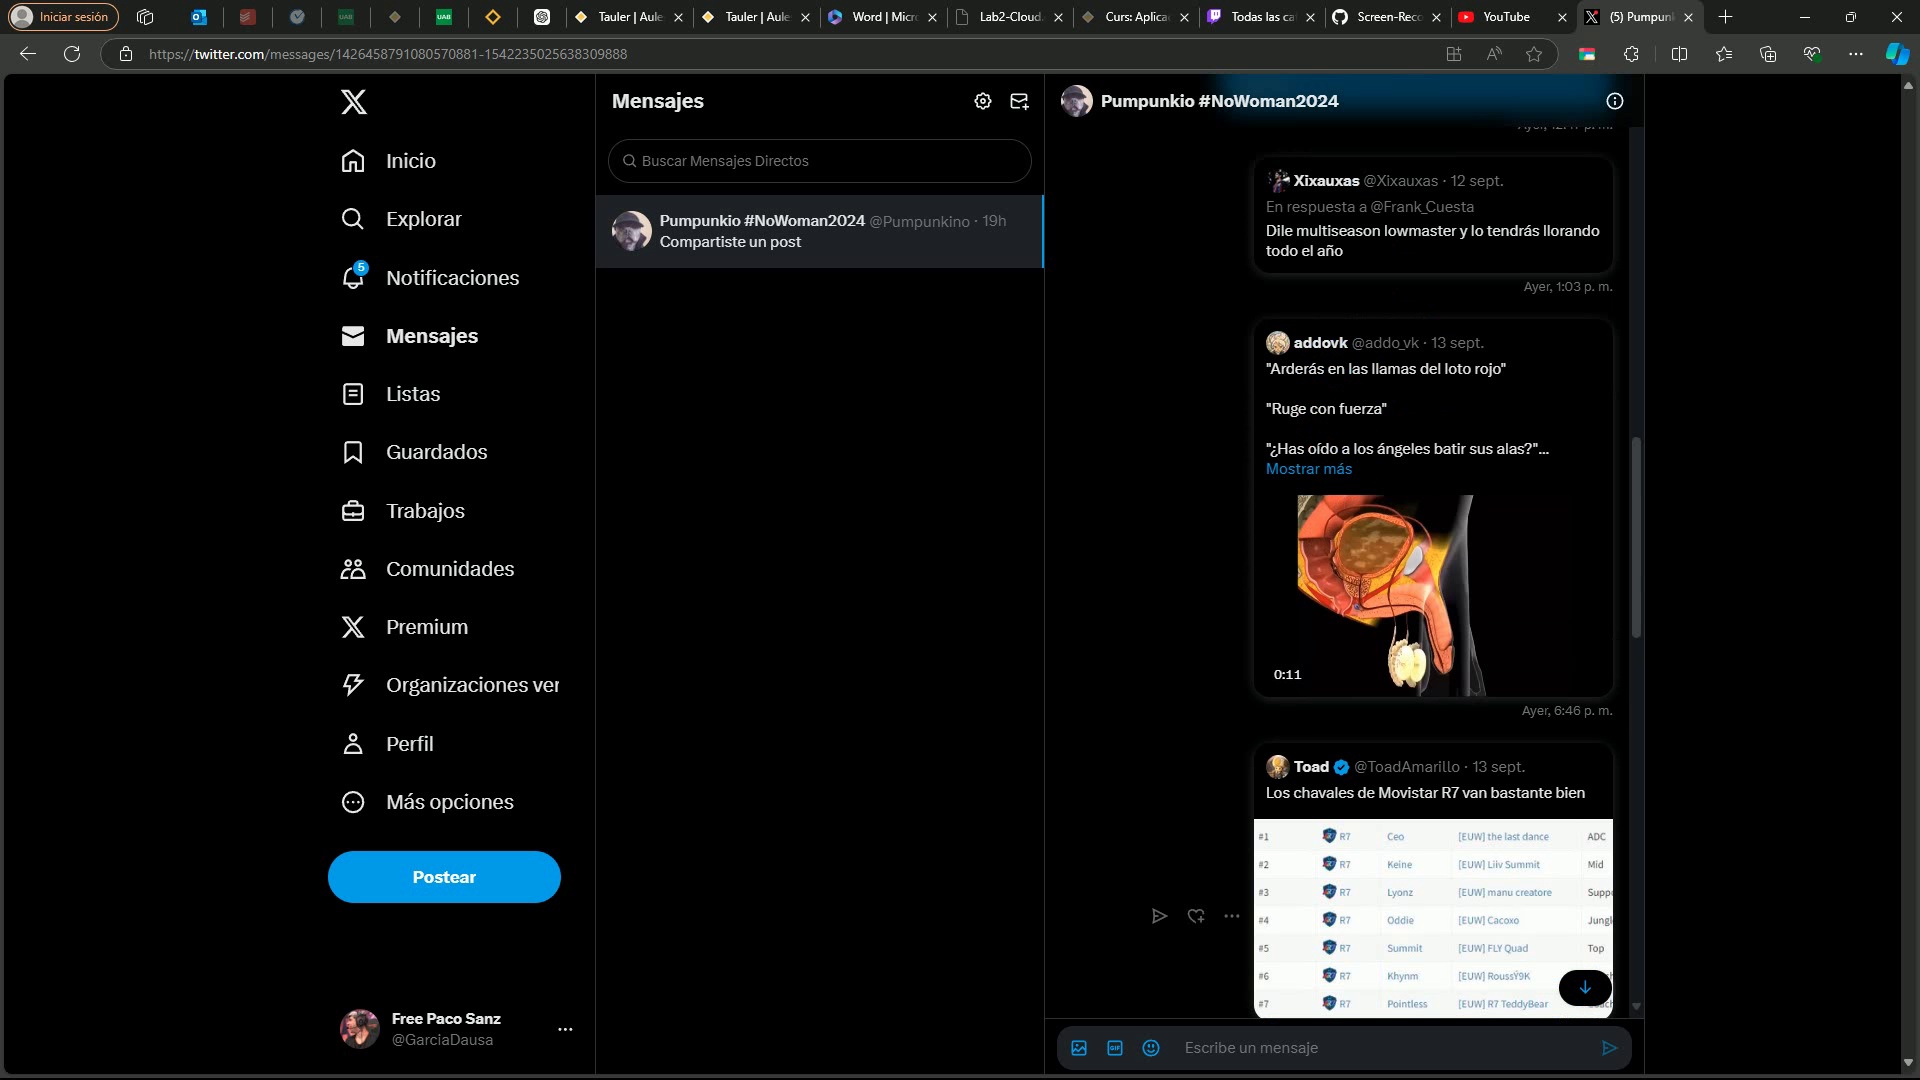 Iniciar sesión
Tauler | Aule
Tauler | Aule
Word | Micro
Lab2-Cloud
Curs: Aplica
Todas las ca
Screen-Reco
YouTube
(5) Pumpun
https://twitter.com/messages/1426458791080570881-1542235025638309888
Inicio
Explorar
5
Notificaciones
Mensajes
Listas
Guardados
Trabajos
Comunidades
Premium
Organizaciones ver
Perfil
Más opciones
Postear
Free Paco Sanz
@GarciaDausa
Mensajes
Buscar Mensajes Directos
Pumpunkio #NoWoman2024 @Pumpunkino · 19h
Compartiste un post
Pumpunkio #NoWoman2024
Xixauxas @Xixauxas · 12 sept.
En respuesta a @Frank_Cuesta
Dile multiseason lowmaster y lo tendrás llorando
todo el año
Ayer, 1:03 p. m.
addovk @addo_vk · 13 sept.
"Arderás en las llamas del loto rojo"
"Ruge con fuerza"
"¿Has oído a los ángeles batir sus alas?"...
Mostrar más
0:11
Ayer, 6:46 p. m.
Toad @ToadAmarillo · 13 sept.
Los chavales de Movistar R7 van bastante bien
#1 R7 Ceo [EUW] the last dance ADC
#2 R7 Keine [EUW] Liiv Summit Mid
#3 R7 Lyonz [EUW] manu creatore Suppo
#4 R7 Oddie [EUW] Cacoxo Jungl
#5 R7 Summit [EUW] FLY Quad Top
#6 R7 Khynm [EUW] RoussÝ9K
#7 R7 Pointless [EUW] R7 TeddyBear
GIF
Escribe un mensaje